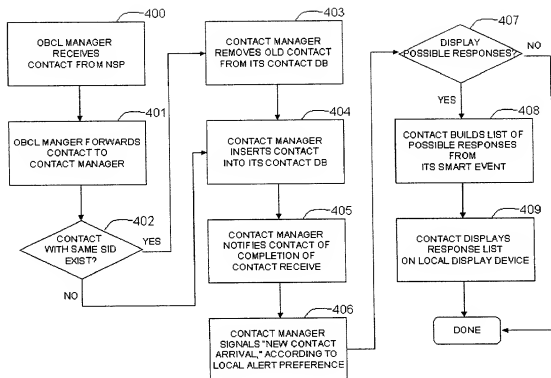 400
OBCL MANAGER
RECEIVES
CONTACT FROM NSP
401
OBCL MANGER FORWARDS
CONTACT TO
CONTACT MANAGER
402
CONTACT
WITH SAME SID
EXIST?
YES
NO
403
CONTACT MANAGER
REMOVES OLD CONTACT
FROM ITS CONTACT DB
404
CONTACT MANAGER
INSERTS CONTACT
INTO ITS CONTACT DB
405
CONTACT MANAGER
NOTIFIES CONTACT OF
COMPLETION OF
CONTACT RECEIVE
406
CONTACT MANAGER
SIGNALS "NEW CONTACT
ARRIVAL," ACCORDING TO
LOCAL ALERT PREFERENCE
407
DISPLAY
POSSIBLE RESPONSES?
NO
YES
408
CONTACT BUILDS LIST OF
POSSIBLE RESPONSES
FROM
ITS SMART EVENT
409
CONTACT DISPLAYS
RESPONSE LIST
ON LOCAL DISPLAY DEVICE
DONE